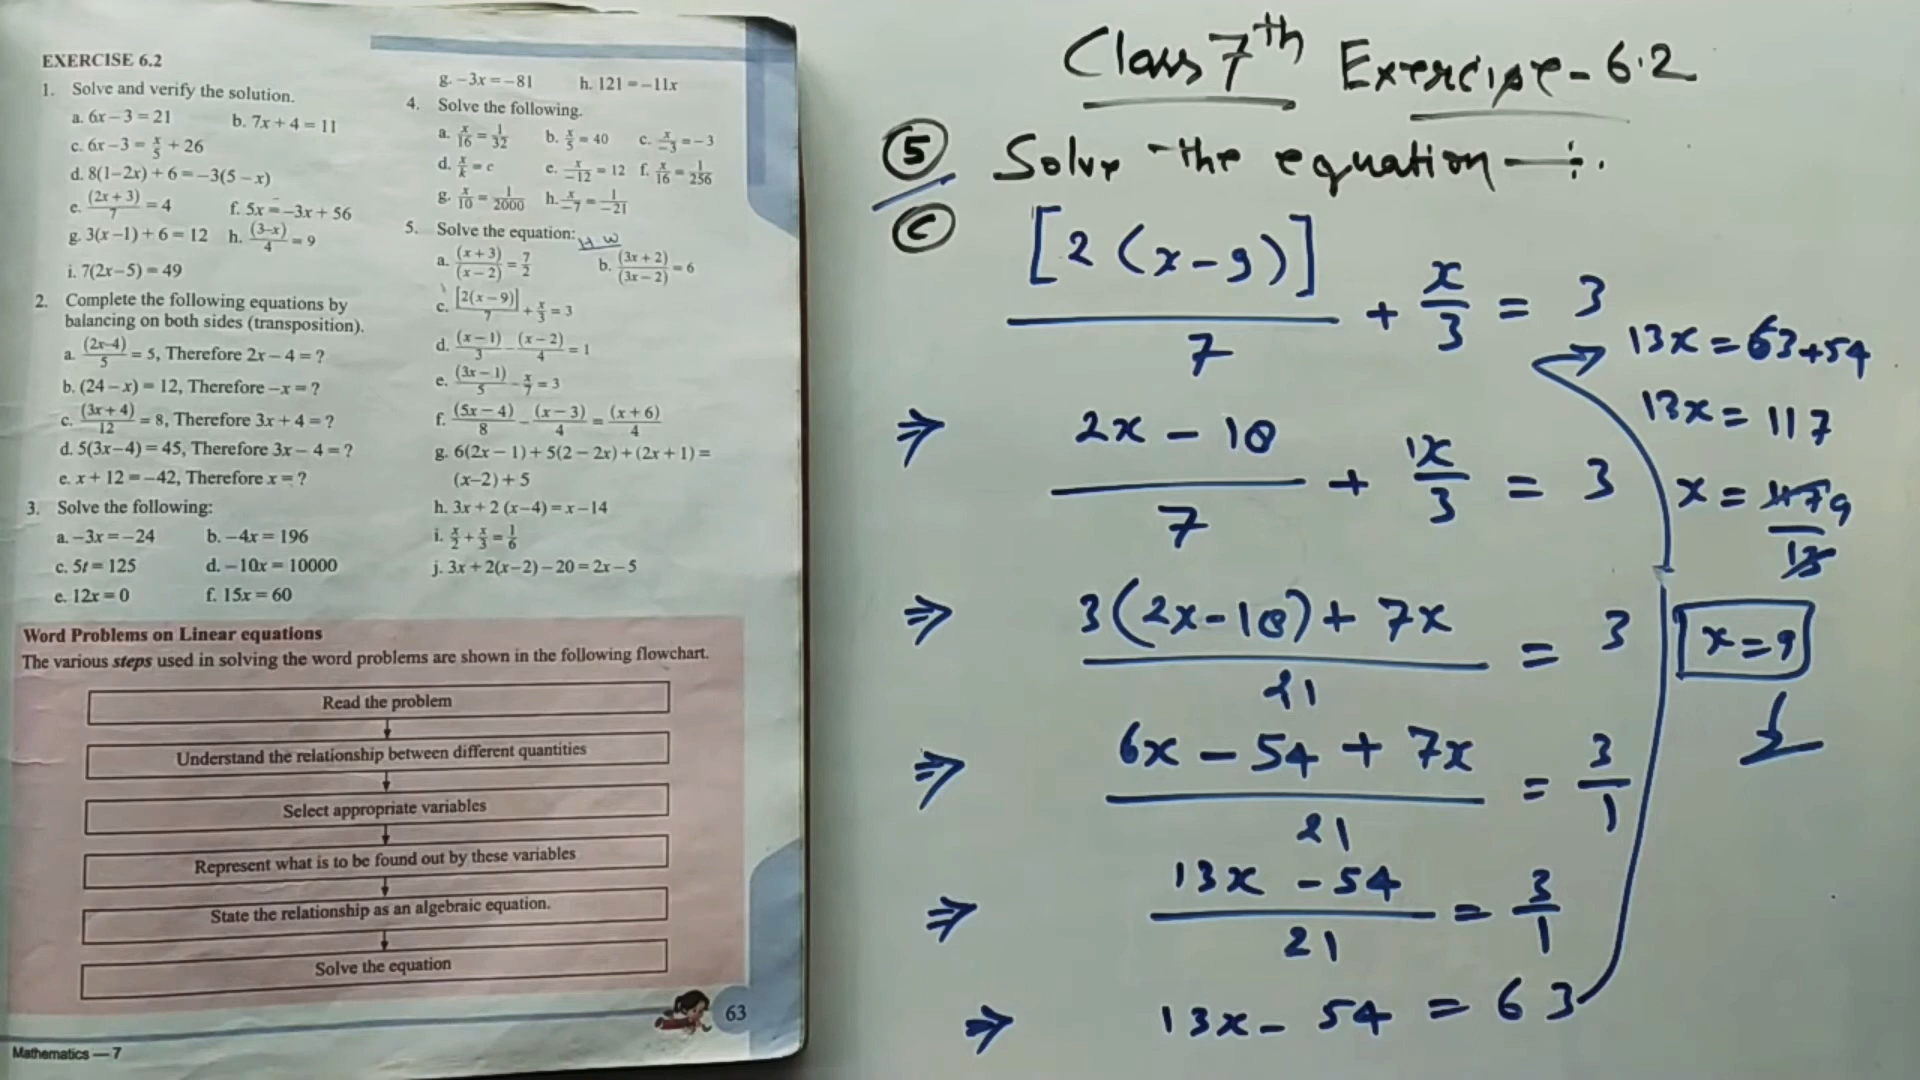 EXERCISE 6.2
1. Solve and verify the solution.
a. 6x – 3 = 21 b. 7x + 4 = 11
c. 6x – 3 = x/5 + 26
d. 8(1–2x) + 6 = –3(5 – x)
e. (2x + 3)/7 = 4 f. 5x = –3x + 56
g. 3(x –1) + 6 = 12 h. (3–x)/4 = 9
i. 7(2x–5) = 49
2. Complete the following equations by
balancing on both sides (transposition).
a. (2x–4)/5 = 5, Therefore 2x – 4 = ?
b. (24 – x) = 12, Therefore –x = ?
c. (3x + 4)/12 = 8, Therefore 3x + 4 = ?
d. 5(3x–4) = 45, Therefore 3x – 4 = ?
e. x + 12 = –42, Therefore x = ?
3. Solve the following:
a. –3x = –24 b. –4x = 196
c. 5t = 125 d. –10x = 10000
e. 12x = 0 f. 15x = 60
g. –3x = –81 h. 121 = –11x
4. Solve the following.
a. x/16 = 1/32 b. x/5 = 40 c. x/–3 = –3
d. x/k = c e. x/–12 = 12 f. x/16 = 1/256
g. x/10 = 1/2000 h. x/–7 = 1/–21
5. Solve the equation: H W
a. (x + 3)/(x – 2) = 7/2 b. (3x + 2)/(3x – 2) = 6
c. [2(x – 9)]/7 + x/3 = 3
d. (x – 1)/3 – (x – 2)/4 = 1
e. (3x – 1)/5 – x/7 = 3
f. (5x – 4)/8 – (x – 3)/4 = (x + 6)/4
g. 6(2x – 1) + 5(2 – 2x) + (2x + 1) =
(x–2) + 5
h. 3x + 2 (x–4) = x –14
i. x/2 + x/3 = 1/6
j. 3x + 2(x–2) – 20 = 2x – 5
Word Problems on Linear equations
The various steps used in solving the word problems are shown in the following flowchart.
Read the problem
Understand the relationship between different quantities
Select appropriate variables
Represent what is to be found out by these variables
State the relationship as an algebraic equation.
Solve the equation
63
Mathematics — 7
Class 7th Exercise - 6.2
5 Solve the equation —:.
c [2 (x - 9)]/7 + x/3 = 3
⇒ 2x - 18/7 + 1x/3 = 3
⇒ 3(2x - 18) + 7x/21 = 3
⇒ 6x - 54 + 7x/21 = 3/1
⇒ 13x - 54/21 = 3/1
⇒ 13x - 54 = 63
→ 13x = 63 + 54
13x = 117
x = 117/13 9
x = 9